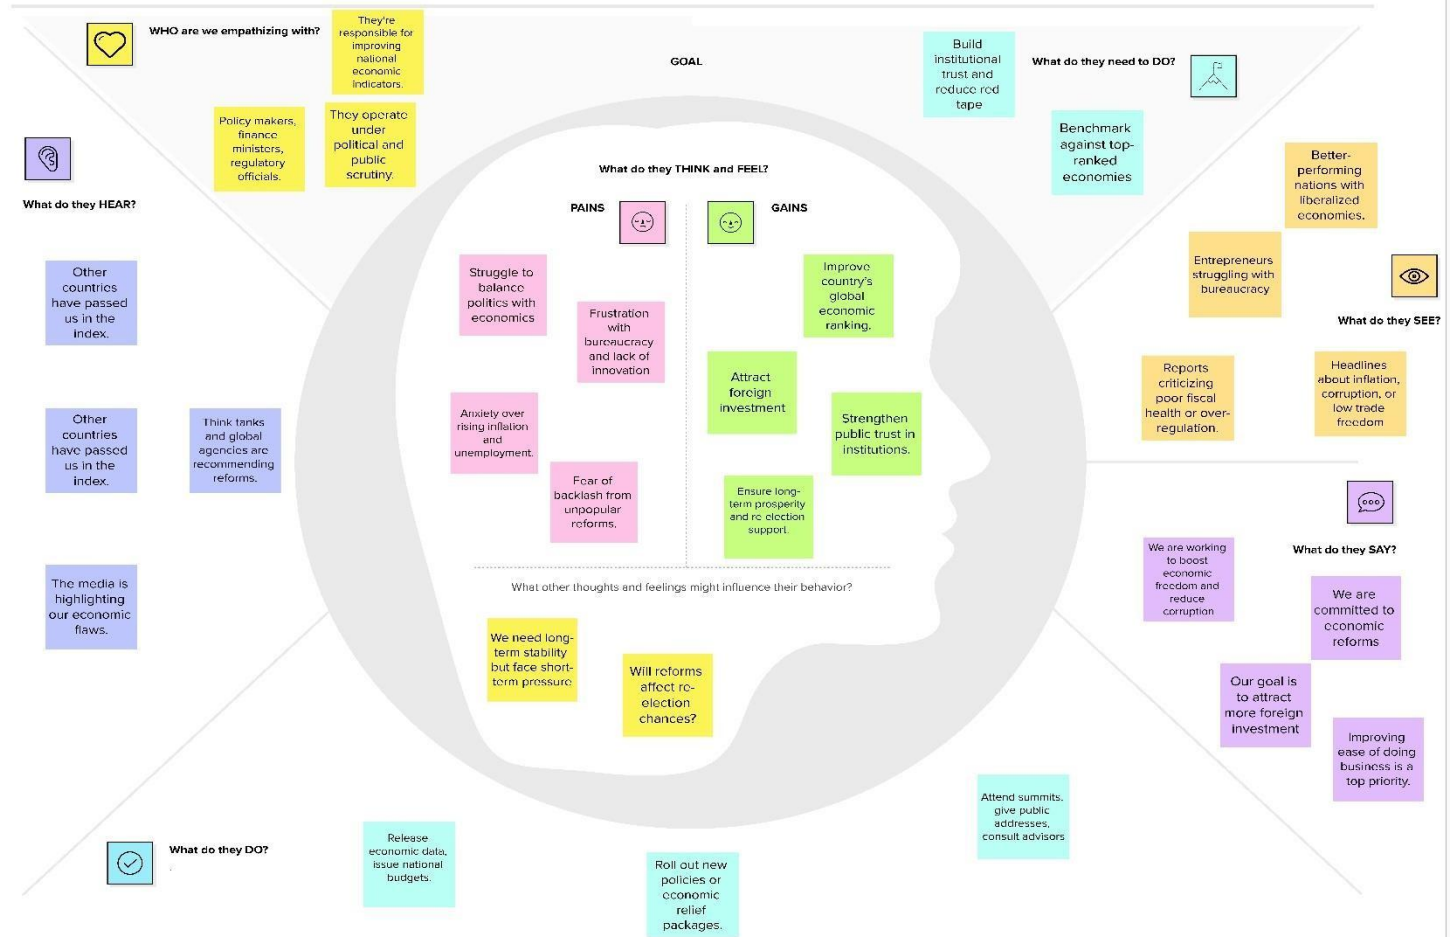 WHO are we empathizing with?
They're
responsible for
improving
national
economic
indicators.
Policy makers,
finance
ministers,
regulatory
officials.
They operate
under
political and
public
scrutiny.
GOAL
Build
institutional
trust and
reduce red
tape
What do they need to DO?
Benchmark
against top-
ranked
economies
What do they HEAR?
Other
countries
have passed
us in the
index.
Other
countries
have passed
us in the
index.
Think tanks
and global
agencies are
recommending
reforms.
The media is
highlighting
our economic
flaws.
What do they THINK and FEEL?
PAINS
Struggle to
balance
politics with
economics
Frustration
with
bureaucracy
and lack of
innovation
Anxiety over
rising inflation
and
unemployment.
Fear of
backlash from
unpopular
reforms.
GAINS
Improve
country's
global
economic
ranking.
Attract
foreign
investment
Strengthen
public trust in
institutions.
Ensure long-
term prosperity
and re-election
support.
What other thoughts and feelings might influence their behavior?
We need long-
term stability
but face short-
term pressure
Will reforms
affect re-
election
chances?
Better-
performing
nations with
liberalized
economies.
Entrepreneurs
struggling with
bureaucracy
What do they SEE?
Reports
criticizing
poor fiscal
health or over-
regulation.
Headlines
about inflation,
corruption, or
low trade
freedom
What do they SAY?
We are working
to boost
economic
freedom and
reduce
corruption
We are
committed to
economic
reforms
Our goal is
to attract
more foreign
investment
Improving
ease of doing
business is a
top priority.
What do they DO?
.
Release
economic data,
issue national
budgets.
Roll out new
policies or
economic
relief
packages.
Attend summits,
give public
addresses,
consult advisors